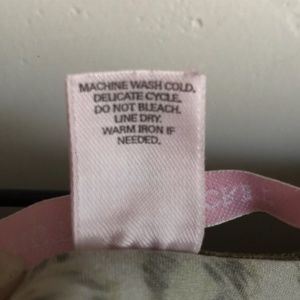 MACHINE WASH COLD.
DELICATE CYCLE.
DO NOT BLEACH.
LINE DRY.
WARM IRON IF
NEEDED.